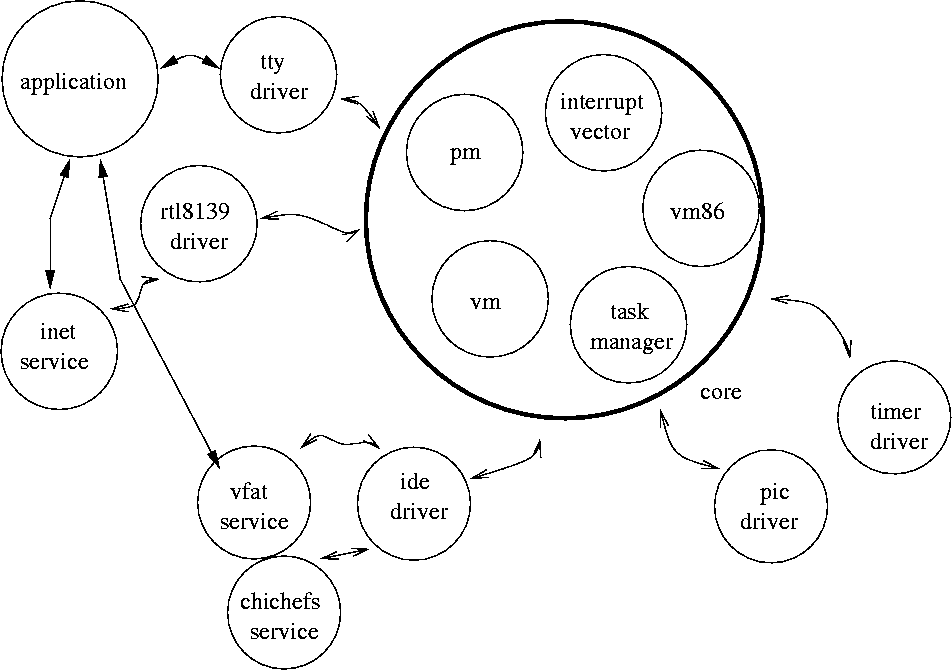 application
tty
driver
interrupt
vector
pm
vm86
rtl8139
driver
vm
task
manager
inet
service
core
timer
driver
vfat
service
ide
driver
pic
driver
chichefs
service